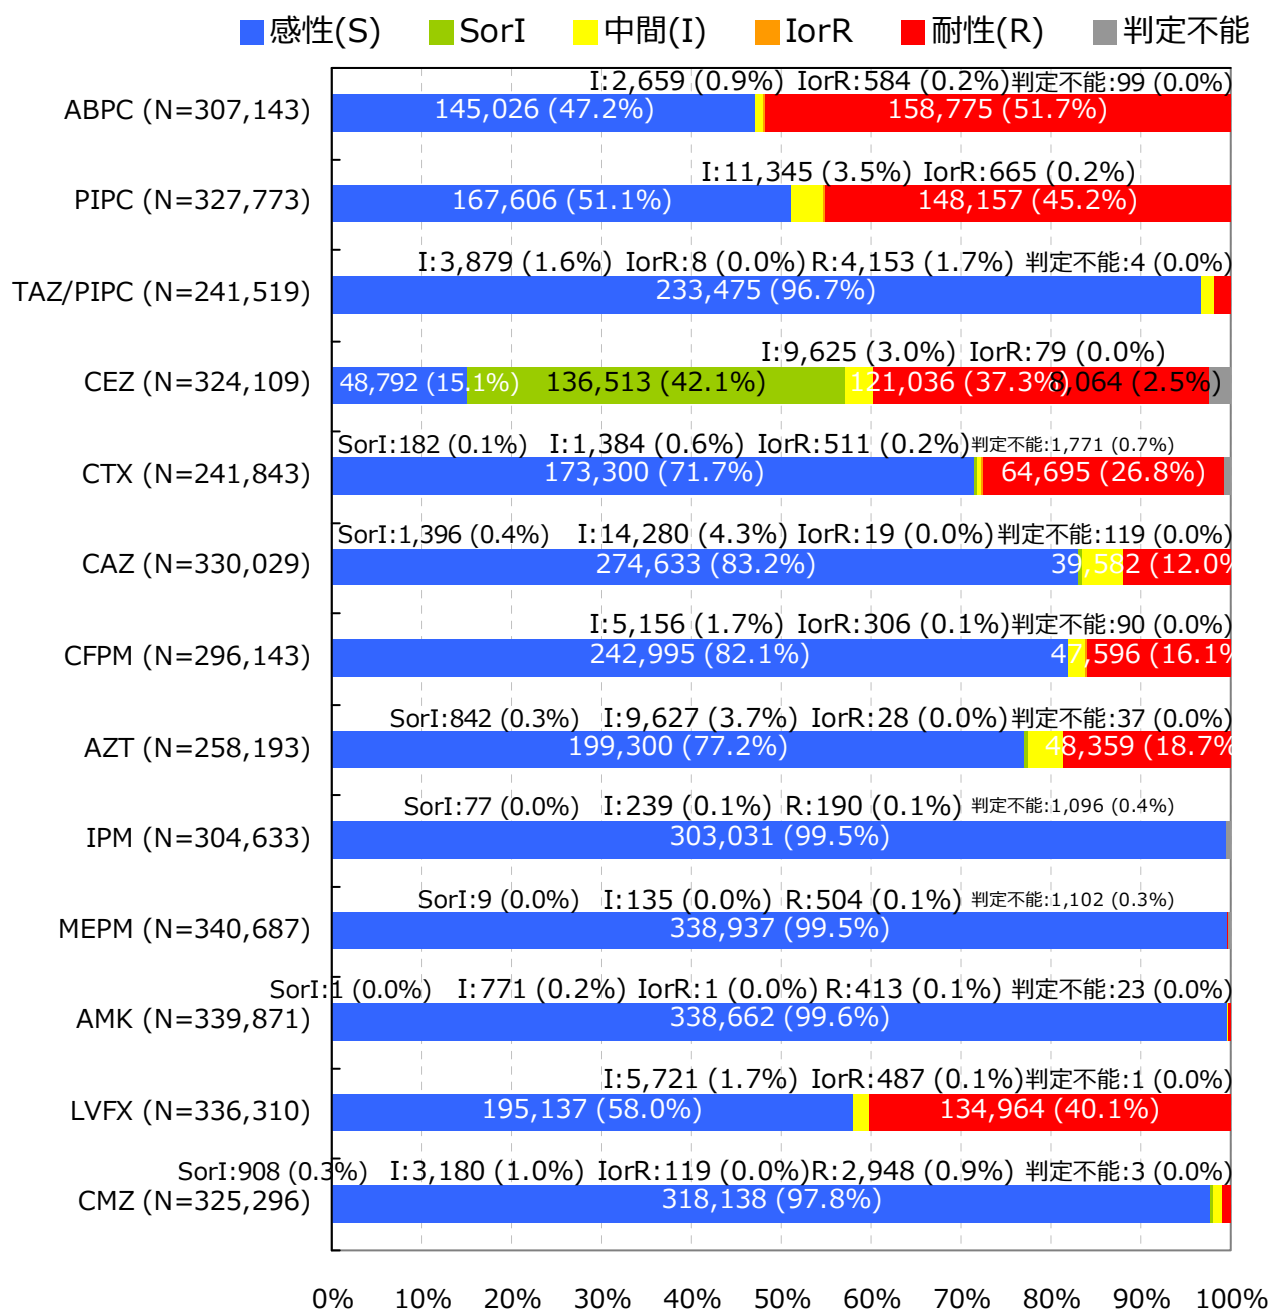 感性(S) SorI 中間(I) IorR 耐性(R) 判定不能
I:2,659 (0.9%) IorR:584 (0.2%) 判定不能:99 (0.0%)
ABPC (N=307,143) 145,026 (47.2%) 158,775 (51.7%)
I:11,345 (3.5%) IorR:665 (0.2%)
PIPC (N=327,773) 167,606 (51.1%) 148,157 (45.2%)
I:3,879 (1.6%) IorR:8 (0.0%) R:4,153 (1.7%) 判定不能:4 (0.0%)
TAZ/PIPC (N=241,519) 233,475 (96.7%)
I:9,625 (3.0%) IorR:79 (0.0%)
CEZ (N=324,109) 48,792 (15.1%) 136,513 (42.1%) 121,036 (37.3%) 8,064 (2.5%)
SorI:182 (0.1%) I:1,384 (0.6%) IorR:511 (0.2%) 判定不能:1,771 (0.7%)
CTX (N=241,843) 173,300 (71.7%) 64,695 (26.8%)
SorI:1,396 (0.4%) I:14,280 (4.3%) IorR:19 (0.0%) 判定不能:119 (0.0%)
CAZ (N=330,029) 274,633 (83.2%) 39,582 (12.0%
I:5,156 (1.7%) IorR:306 (0.1%) 判定不能:90 (0.0%)
CFPM (N=296,143) 242,995 (82.1%) 47,596 (16.1%
SorI:842 (0.3%) I:9,627 (3.7%) IorR:28 (0.0%) 判定不能:37 (0.0%)
AZT (N=258,193) 199,300 (77.2%) 48,359 (18.7%
SorI:77 (0.0%) I:239 (0.1%) R:190 (0.1%) 判定不能:1,096 (0.4%)
IPM (N=304,633) 303,031 (99.5%)
SorI:9 (0.0%) I:135 (0.0%) R:504 (0.1%) 判定不能:1,102 (0.3%)
MEPM (N=340,687) 338,937 (99.5%)
SorI:1 (0.0%) I:771 (0.2%) IorR:1 (0.0%) R:413 (0.1%) 判定不能:23 (0.0%)
AMK (N=339,871) 338,662 (99.6%)
I:5,721 (1.7%) IorR:487 (0.1%) 判定不能:1 (0.0%)
LVFX (N=336,310) 195,137 (58.0%) 134,964 (40.1%)
SorI:908 (0.3%) I:3,180 (1.0%) IorR:119 (0.0%) R:2,948 (0.9%) 判定不能:3 (0.0%)
CMZ (N=325,296) 318,138 (97.8%)
0% 10% 20% 30% 40% 50% 60% 70% 80% 90% 100%